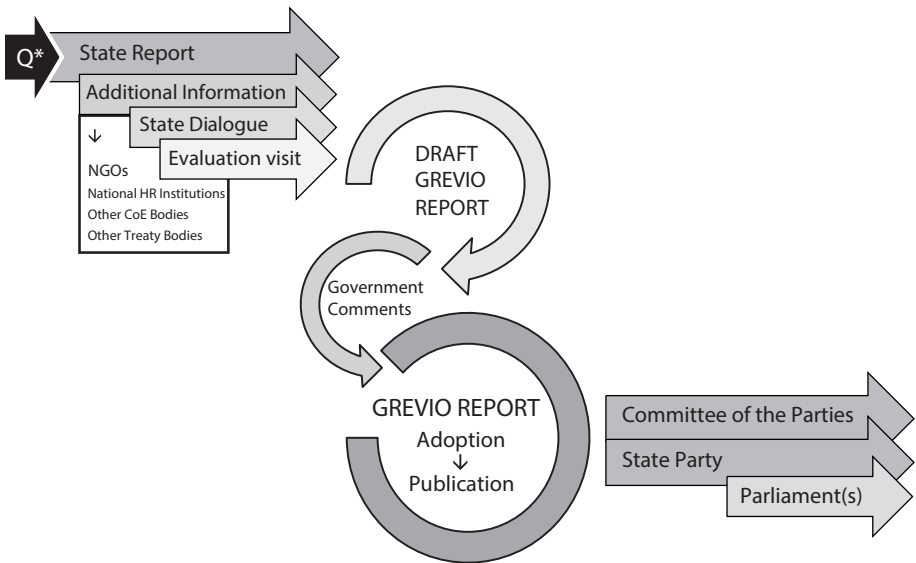 Q*
State Report
Additional Information
State Dialogue
Evaluation visit
↓
NGOs
National HR Institutions
Other CoE Bodies
Other Treaty Bodies
DRAFT
GREVIO
REPORT
Government
Comments
GREVIO REPORT
Adoption
↓
Publication
Committee of the Parties
State Party
Parliament(s)